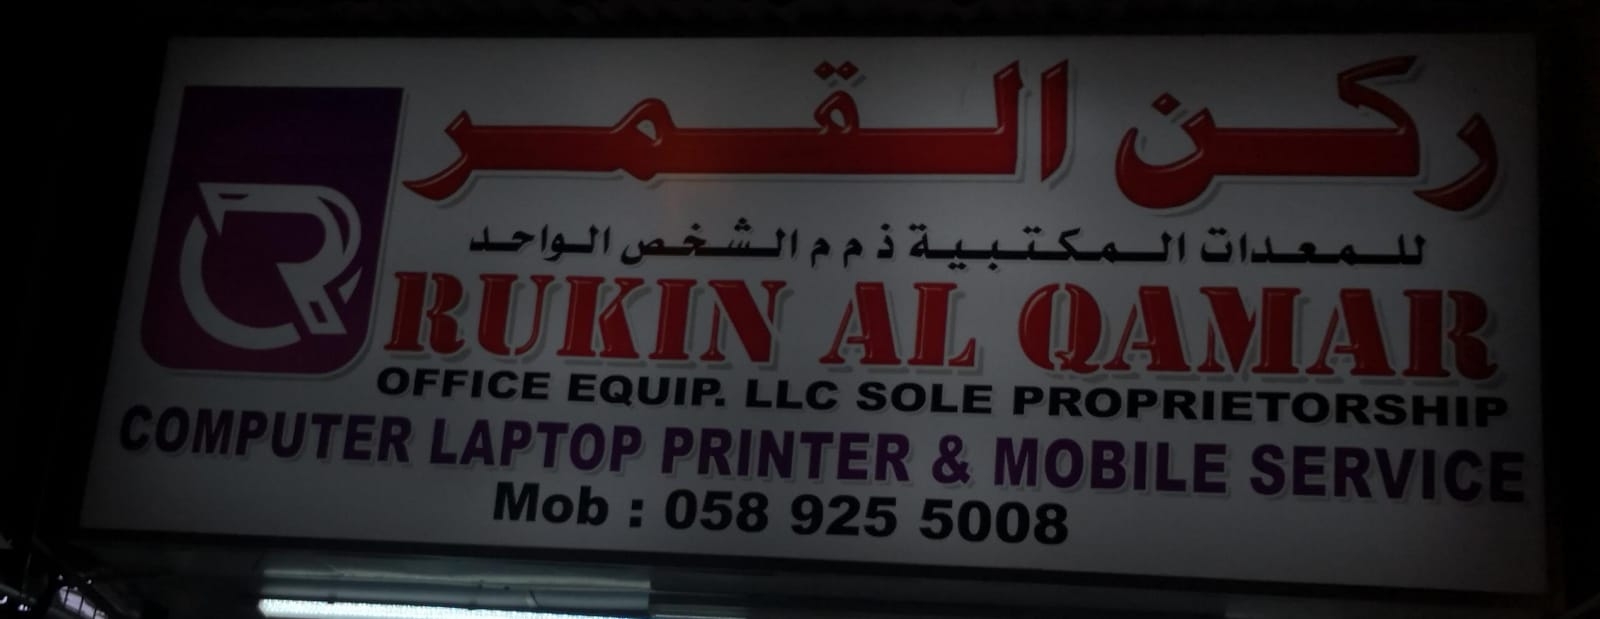 ركن القمر
للمعدات المكتبية ذ م م الشخص الواحد
RUKIN AL QAMAR
OFFICE EQUIP. LLC SOLE PROPRIETORSHIP
COMPUTER LAPTOP PRINTER & MOBILE SERVICE
Mob : 058 925 5008